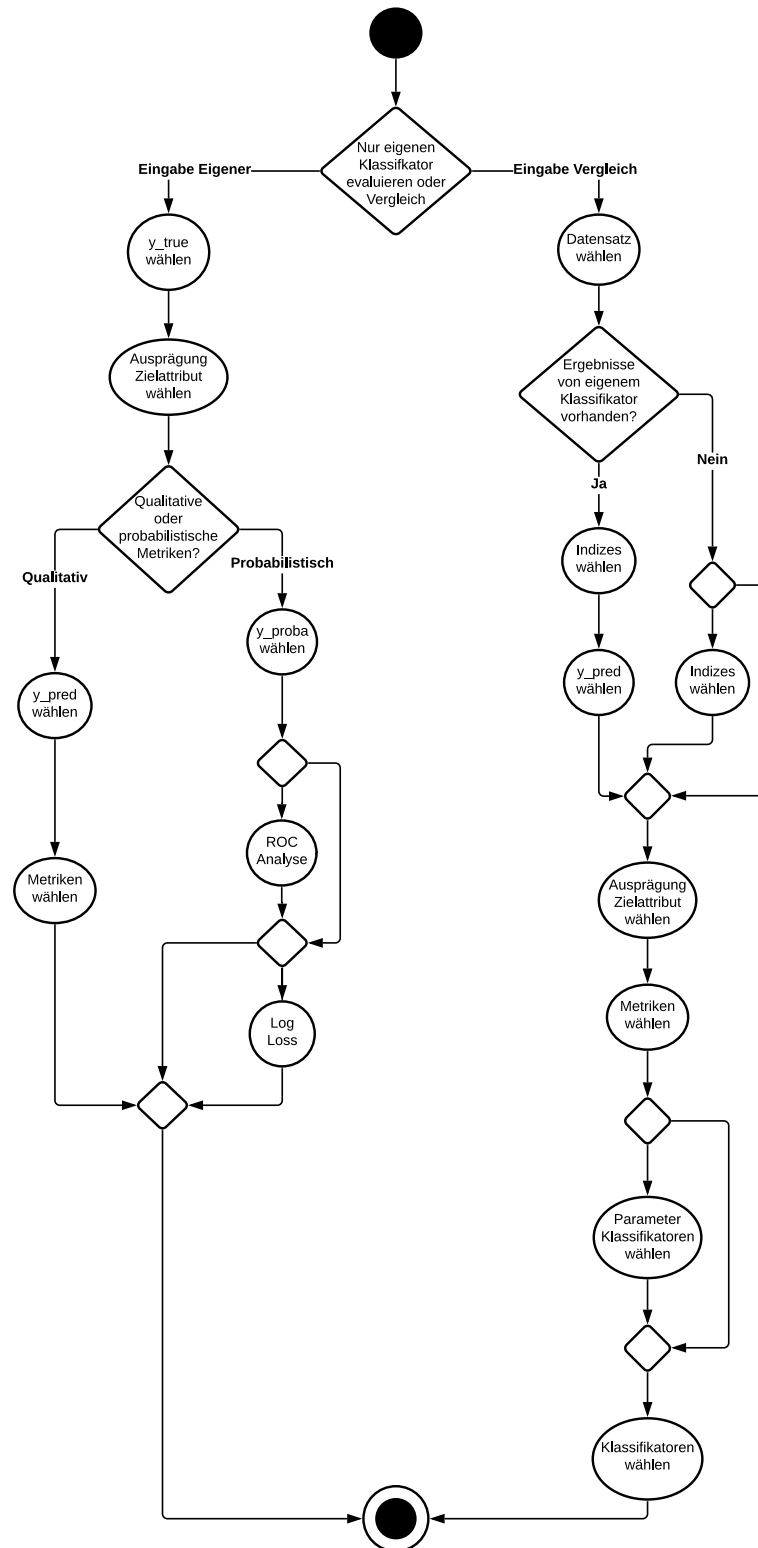 Nur eigenen
Klassifkator
evaluieren oder
Vergleich
Eingabe Eigener
Eingabe Vergleich
y_true
wählen
Datensatz
wählen
Ausprägung
Zielattribut
wählen
Ergebnisse
von eigenem
Klassifikator
vorhanden?
Nein
Ja
Qualitative
oder
probabilistische
Metriken?
Qualitativ
Probabilistisch
Indizes
wählen
y_proba
wählen
y_pred
wählen
y_pred
wählen
Indizes
wählen
ROC
Analyse
Metriken
wählen
Ausprägung
Zielattribut
wählen
Log
Loss
Metriken
wählen
Parameter
Klassifikatoren
wählen
Klassifikatoren
wählen